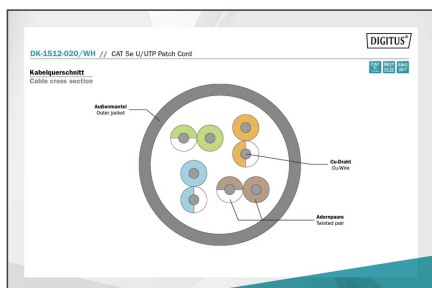 DIGITUS®
DK-1512-020/WH // CAT 5e U/UTP Patch Cord
Kabelquerschnitt
Cable cross section
Außenmantel
Outer jacket
Cu-Draht
Cu-Wire
Adernpaare
Twisted pair